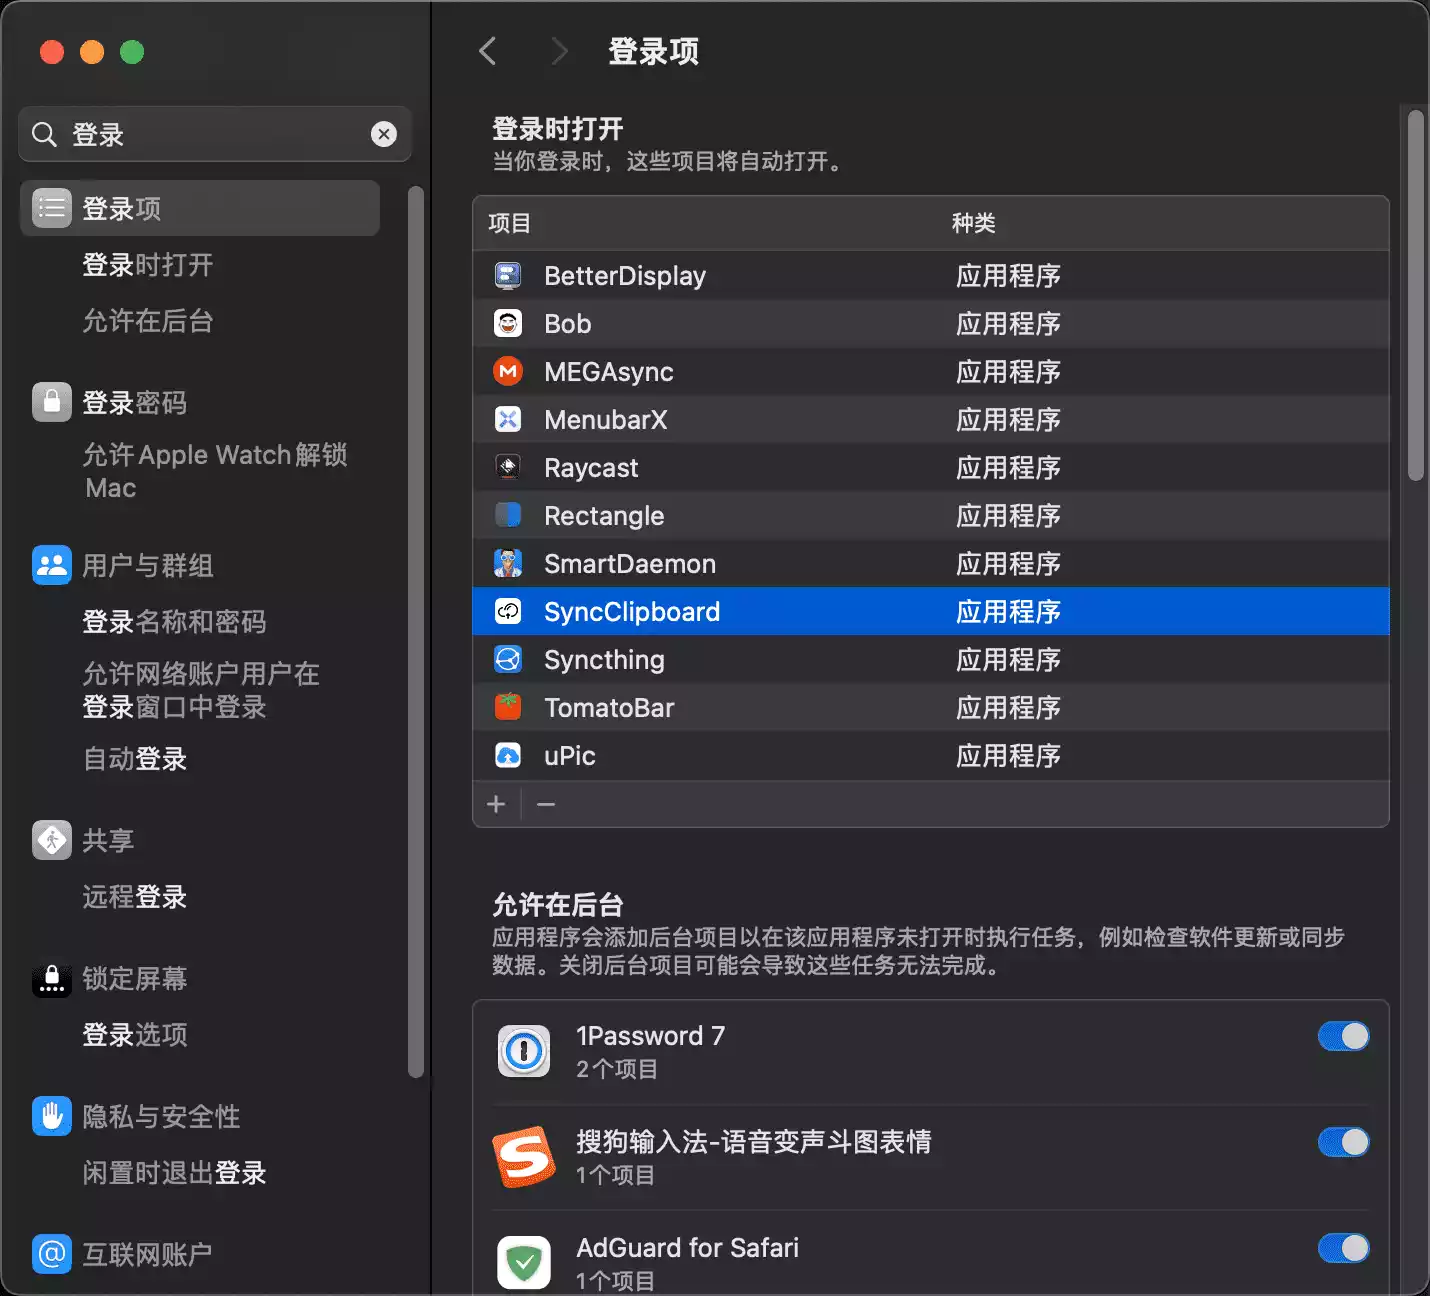 登录
登录项
登录时打开
允许在后台
登录密码
允许Apple Watch解锁
Mac
用户与群组
登录名称和密码
允许网络账户用户在
登录窗口中登录
自动登录
共享
远程登录
锁定屏幕
登录选项
隐私与安全性
闲置时退出登录
互联网账户
登录项
登录时打开
当你登录时，这些项目将自动打开。
项目 种类
BetterDisplay 应用程序
Bob 应用程序
MEGAsync 应用程序
MenubarX 应用程序
Raycast 应用程序
Rectangle 应用程序
SmartDaemon 应用程序
SyncClipboard 应用程序
Syncthing 应用程序
TomatoBar 应用程序
uPic 应用程序
允许在后台
应用程序会添加后台项目以在该应用程序未打开时执行任务，例如检查软件更新或同步
数据。关闭后台项目可能会导致这些任务无法完成。
1Password 7
2个项目
搜狗输入法-语音变声斗图表情
1个项目
AdGuard for Safari
1个项目